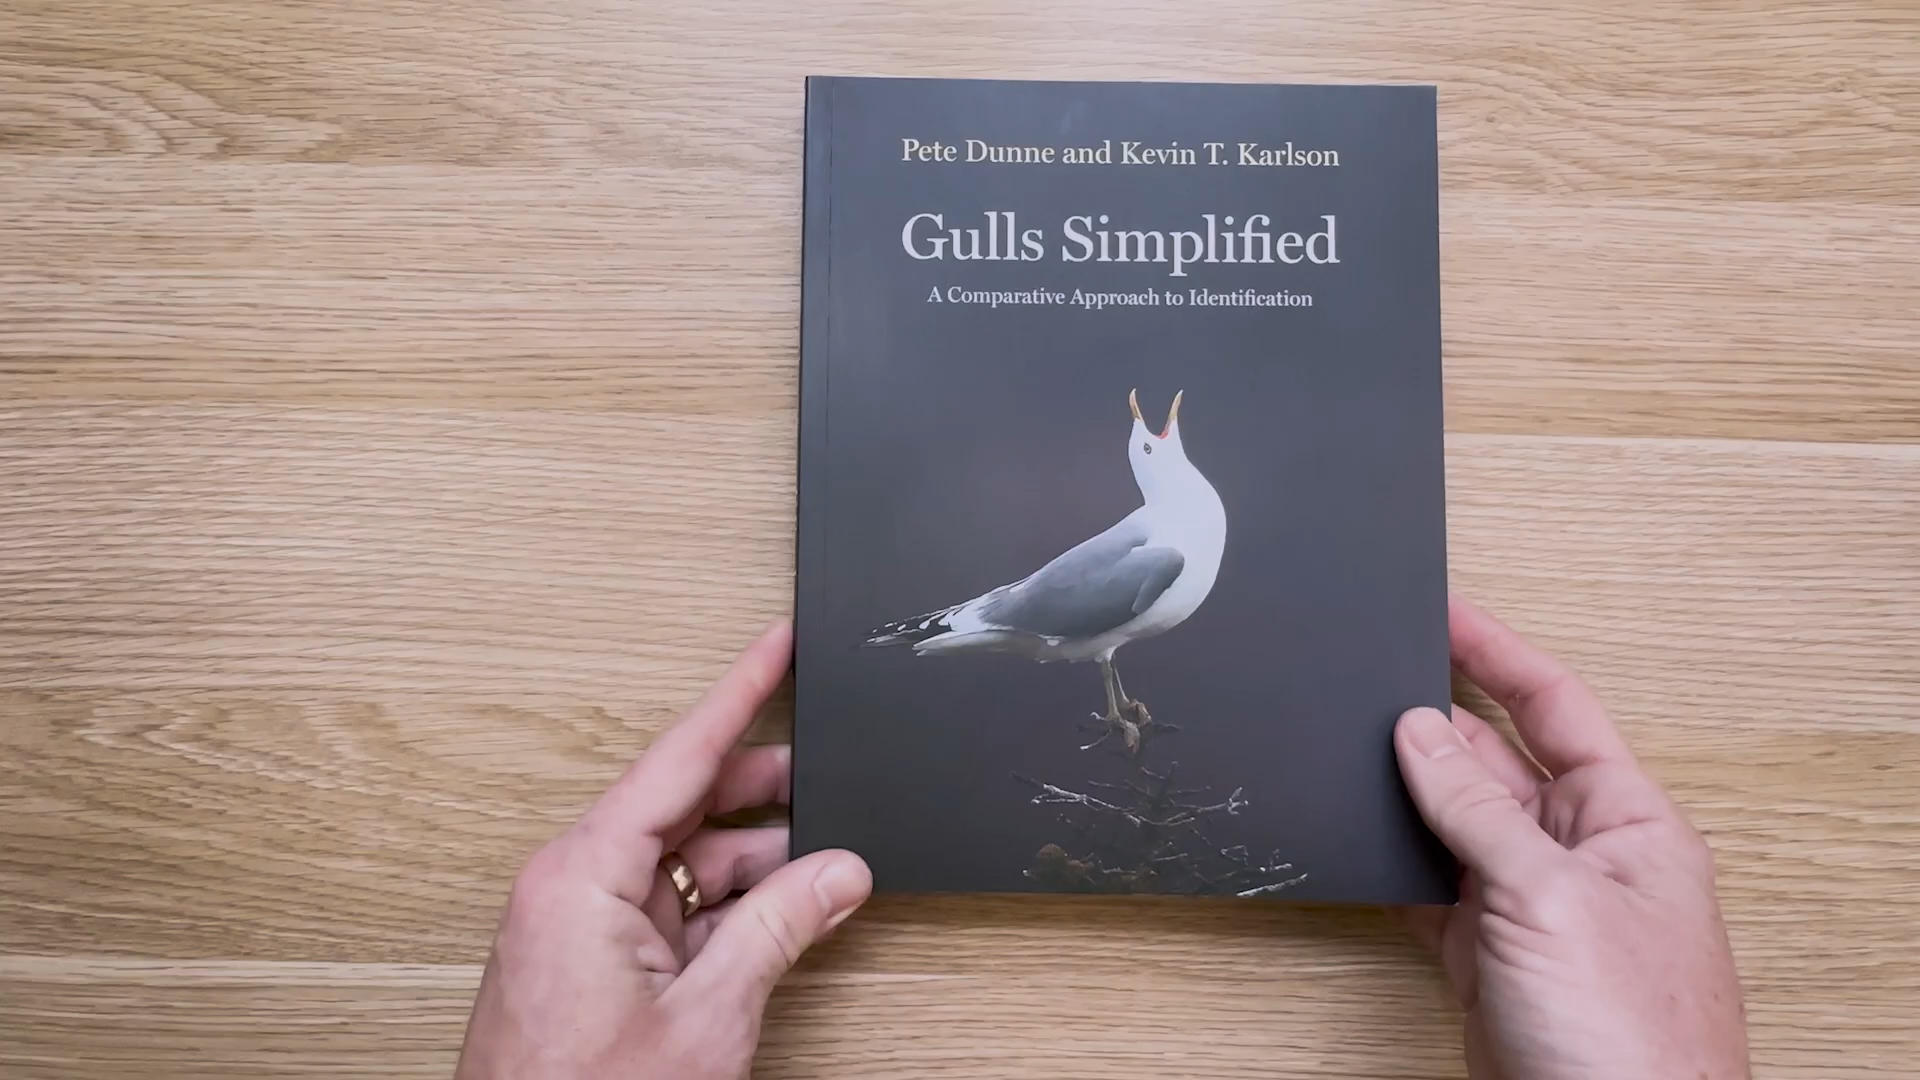 Pete Dunne and Kevin T. Karlson
Gulls Simplified
A Comparative Approach to Identification